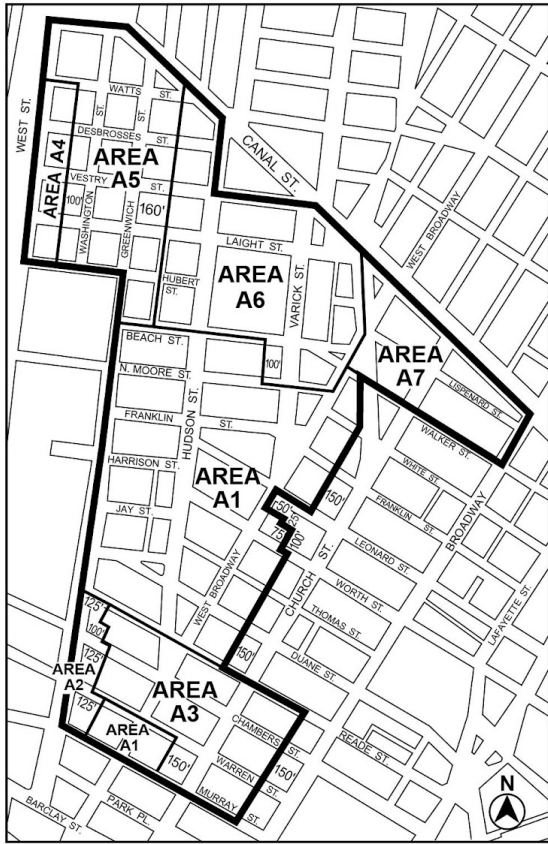 WATTS
ST.
WEST ST.
ST.
ST.
DESBROSSES
ST.
CANAL ST.
AREA A4
AREA
A5
VESTRY
ST.
100'
160'
WASHINGTON
GREENWICH
WEST BROADWAY
LAIGHT ST.
HUBERT
ST.
AREA
A6
VARICK ST.
BEACH ST.
100'
N. MOORE ST.
AREA
A7
LISPENARD ST.
FRANKLIN
ST.
HUDSON ST.
WALKER ST.
HARRISON ST.
WHITE ST.
BROADWAY
AREA
A1
150'
50'
25'
75'
100'
FRANKLIN
ST.
JAY ST.
LEONARD ST.
CHURCH ST.
WORTH ST.
LAFAYETTE ST.
WEST BROADWAY
THOMAS ST.
125'
100'
150'
DUANE ST.
125'
AREA
A2
AREA
A3
125'
CHAMBERS ST.
READE ST.
AREA
A1
150'
WARREN
ST.
150'
MURRAY ST.
PARK PL.
BARCLAY ST.
N